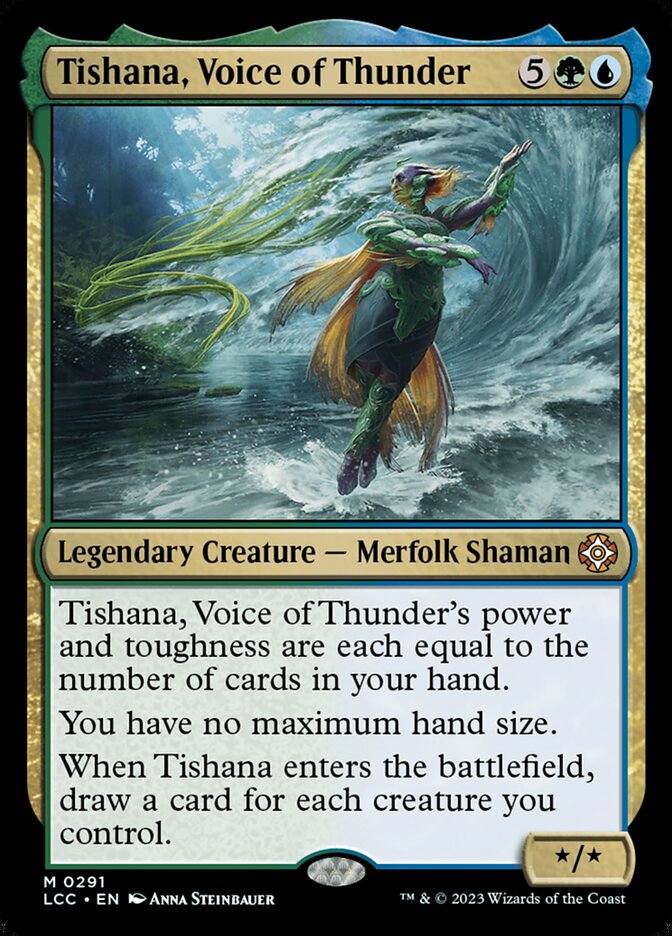 Tishana, Voice of Thunder 5
Legendary Creature — Merfolk Shaman
Tishana, Voice of Thunder's power
and toughness are each equal to the
number of cards in your hand.
You have no maximum hand size.
When Tishana enters the battlefield,
draw a card for each creature you
control.
★/★
M 0291
LCC • EN Anna Steinbauer
™ & © 2023 Wizards of the Coast